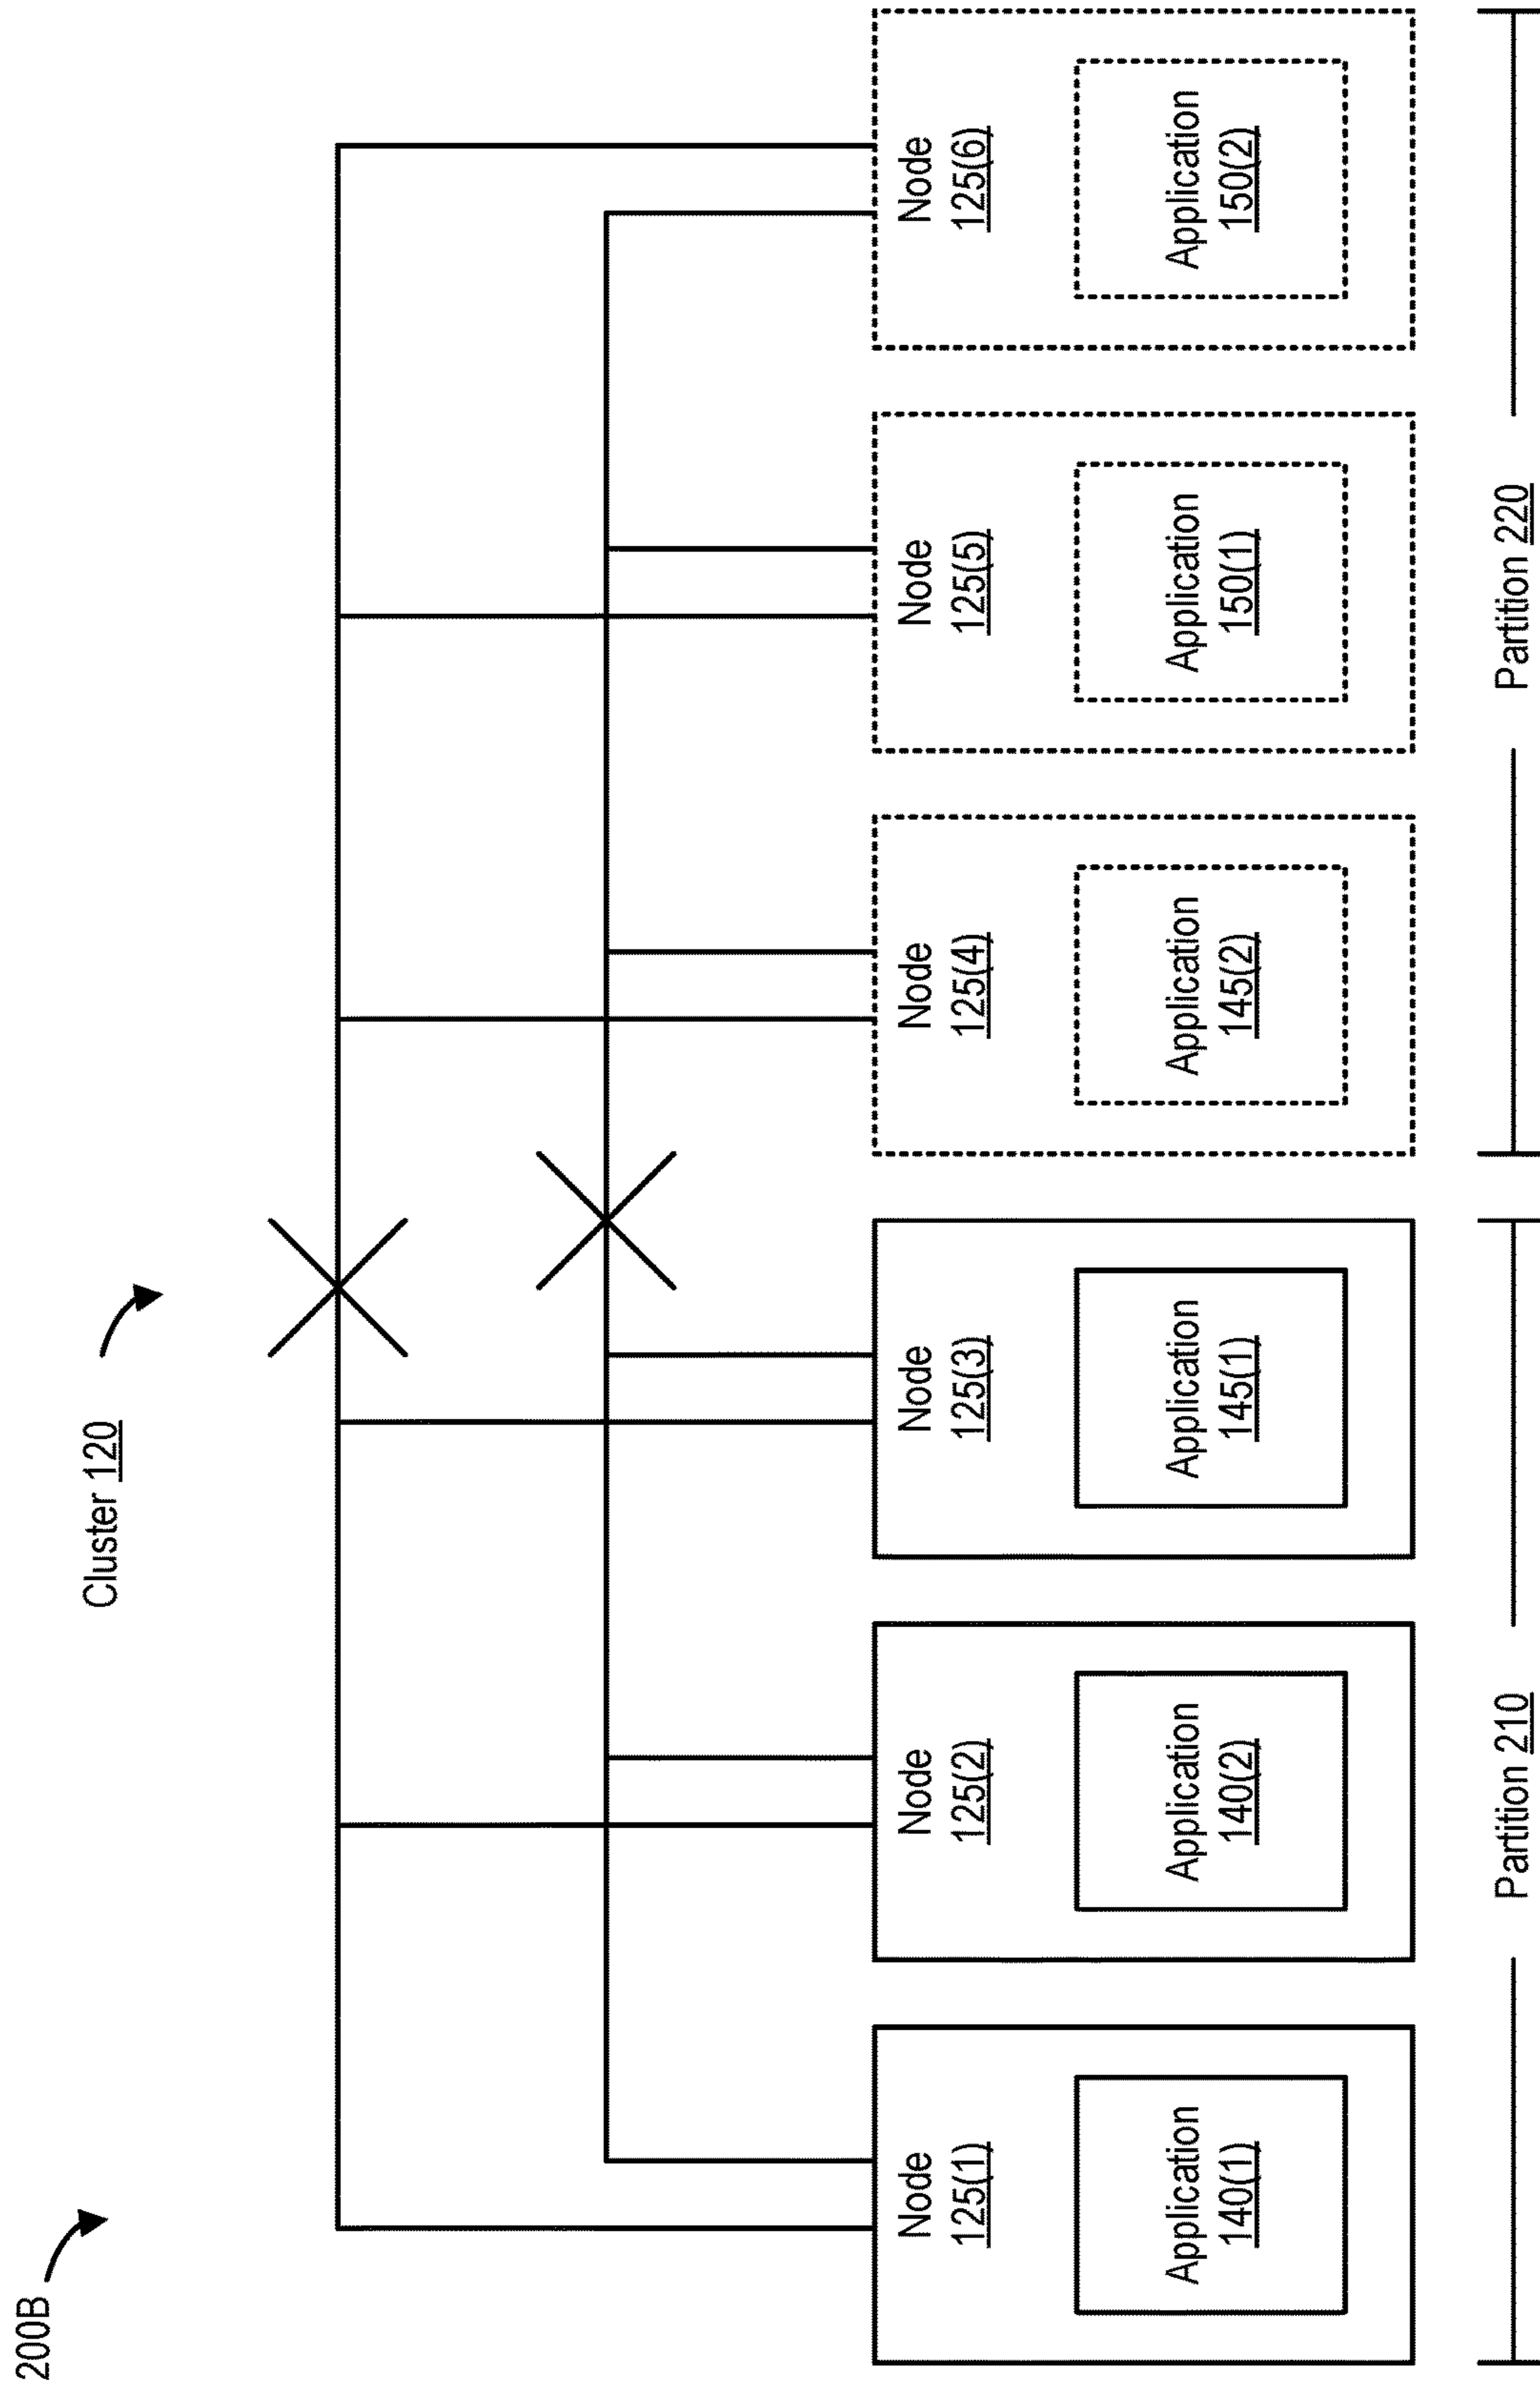 200B
Cluster 120
Node
125(1)
Application
140(1)
Node
125(2)
Application
140(2)
Node
125(3)
Application
145(1)
Node
125(4)
Application
145(2)
Node
125(5)
Application
150(1)
Node
125(6)
Application
150(2)
Partition 210
Partition 220